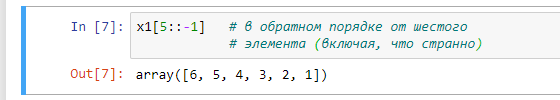 In [7]: x1[5::-1]   # в обратном порядке от шестого
# элемента (включая, что странно)
Out[7]: array([6, 5, 4, 3, 2, 1])